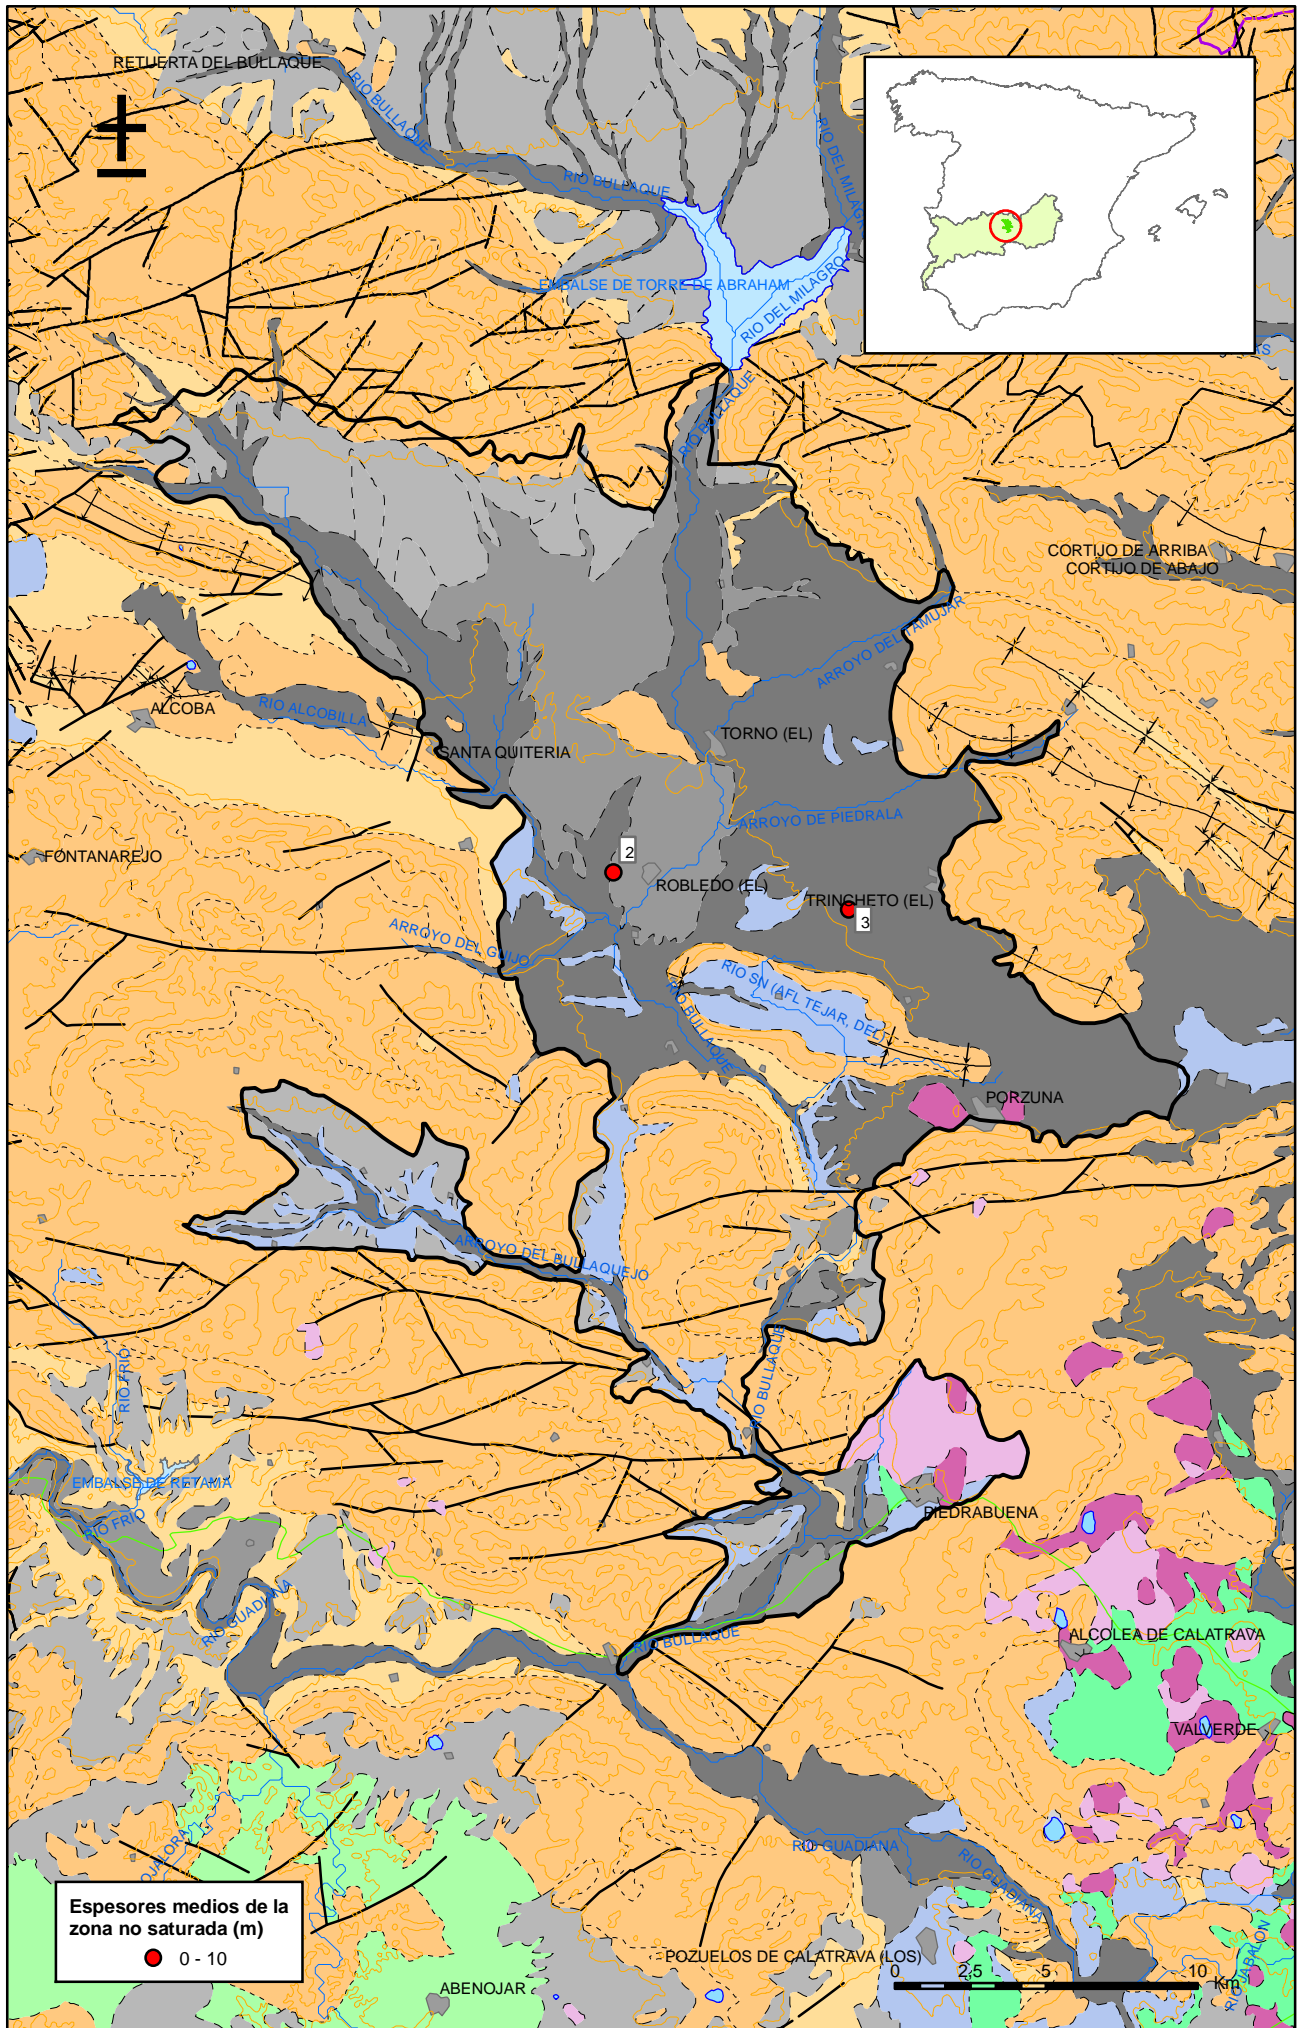 RETUERTA DEL BULLAQUE
RIO BULLAQUE
RIO BULLAQUE
RIO DEL MILAGRO
EMBALSE DE TORRE DE ABRAHAM
RIO DEL MILAGRO
RIO BULLAQUE
CORTIJO DE ARRIBA
CORTIJO DE ABAJO
ARROYO DEL TAMUJAR
ALCOBA
RIO ALCOBILLA
SANTA QUITERIA
TORNO (EL)
ARROYO DE PIEDRALA
FONTANAREJO
2
ROBLEDO (EL)
TRINCHETO (EL)
3
ARROYO DEL GUIJO
RIO SN (AFL TEJAR, DEL)
RIO BULLAQUE
PORZUNA
ARROYO DEL BULLAQUEJO
RIO BULLAQUE
RIO FRIO
EMBALSE DE RETAMA
RIO FRIO
PIEDRABUENA
RIO GUADIANA
RIO BULLAQUE
ALCOLEA DE CALATRAVA
VALVERDE
RIO GUADIANA
RIO GUADIANA
OJALORA
Espesores medios de la
zona no saturada (m)
0 - 10
POZUELOS DE CALATRAVA (LOS)
ABENOJAR
0 2,5 5 10
Km
RIO JABALON